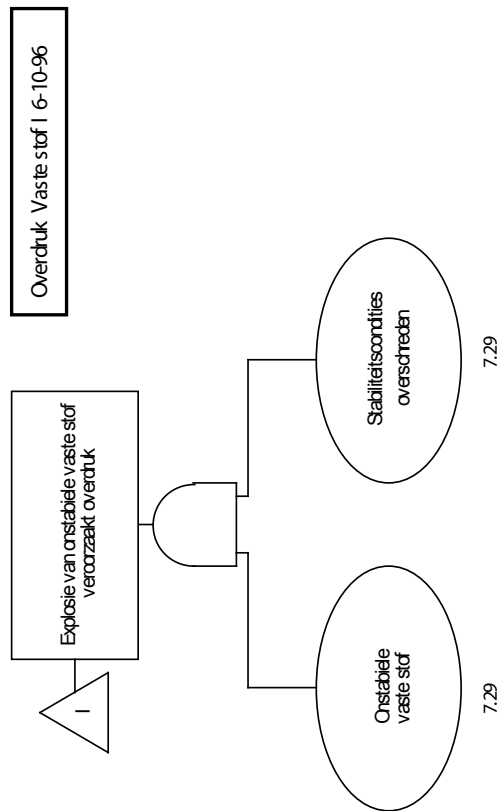 Overdruk Vaste stof I 6-10-96
Explosie van onstabiele vaste stof
veroorzaakt overdruk
I
Onstabiele
vaste stof
Stabiliteitscondities
overschreden
7.29
7.29